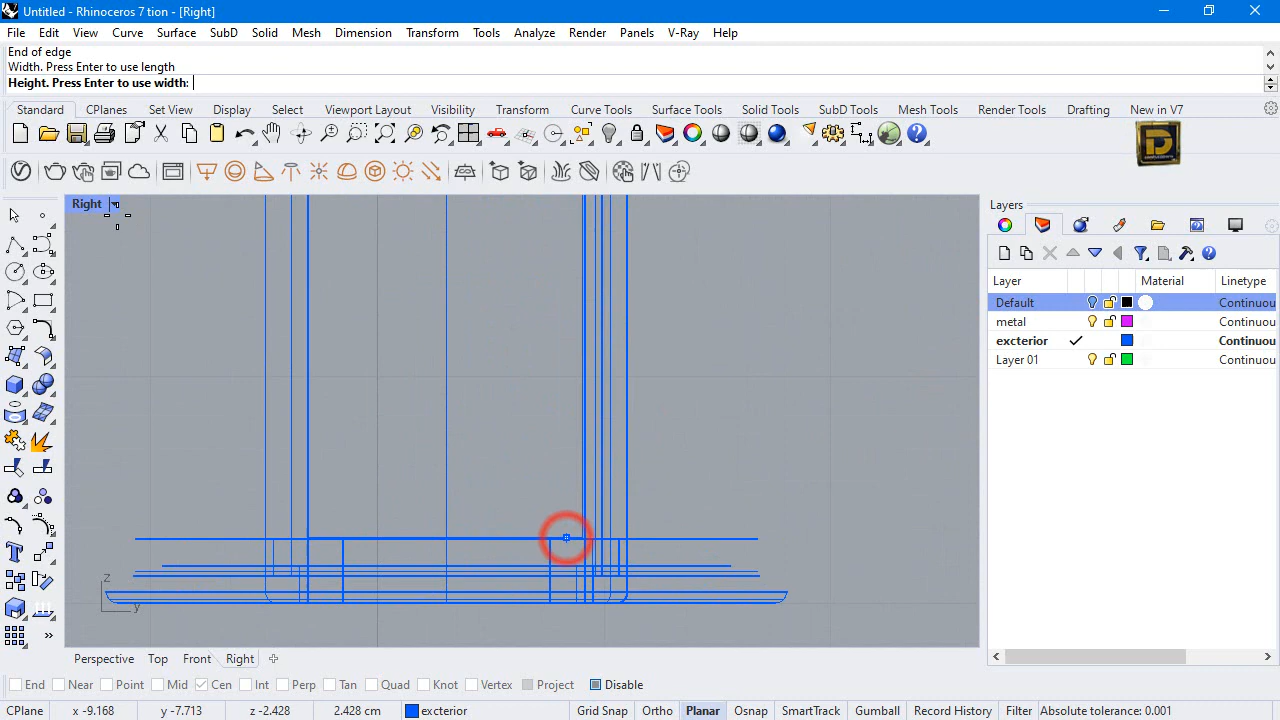 Untitled - Rhinoceros 7 tion - [Right]
File Edit View Curve Surface SubD Solid Mesh Dimension Transform Tools Analyze Render Panels V-Ray Help
End of edge
Width. Press Enter to use length
Height. Press Enter to use width:
Standard CPlanes Set View Display Select Viewport Layout Visibility Transform Curve Tools Surface Tools Solid Tools SubD Tools Mesh Tools Render Tools Drafting New in V7
Right
Layers
Layer Material Linetype
Default Continuou
metal Continuou
excterior Continuou
Layer 01 Continuou
z
y
Perspective Top Front Right
End Near Point Mid Cen Int Perp Tan Quad Knot Vertex Project Disable
CPlane x -9.168 y -7.713 z -2.428 2.428 cm excterior Grid Snap Ortho Planar Osnap SmartTrack Gumball Record History Filter Absolute tolerance: 0.001